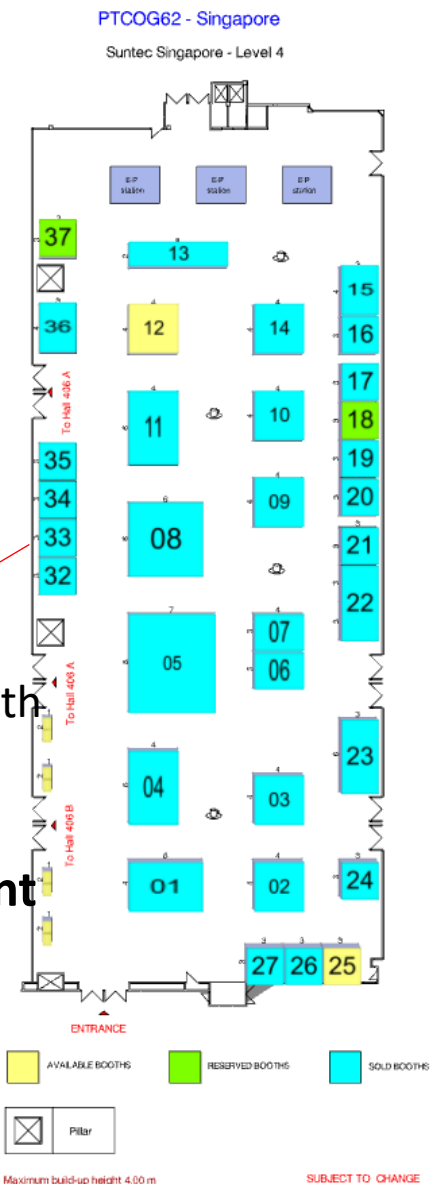 PTCOG62 - Singapore
Suntec Singapore - Level 4
E-P station
E-P station
E-P station
37
13
15
36
12
14
16
To Hall 406 A
17
11
10
18
35
19
34
09
20
33
08
21
32
22
07
05
06
th
To Hall 406 A
23
04
03
To Hall 406 B
nt
01
02
24
27
26
25
ENTRANCE
AVAILABLE BOOTHS
RESERVED BOOTHS
SOLD BOOTHS
Pillar
Maximum build-up height 4.00 m
SUBJECT TO CHANGE